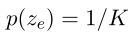 p(z_e) = 1/K